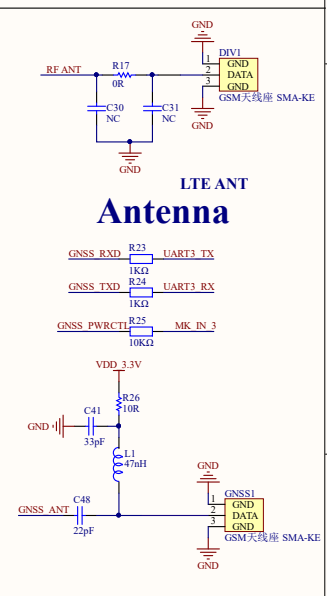 GND
DIV1
R17
RF ANT
0R
1 GND
2 DATA
3 GND
GSM天线座 SMA-KE
C30
NC
C31
NC
GND
GND
LTE ANT
Antenna
GNSS_RXD R23 UART3_TX
1KΩ
GNSS_TXD R24 UART3_RX
1KΩ
GNSS_PWRCTL R25 MK_IN_3
10KΩ
VDD_3.3V
R26
10R
C41
GND
33pF
L1
47nH
GND
GNSS1
C48
GNSS_ANT
22pF
1 GND
2 DATA
3 GND
GSM天线座 SMA-KE
GND